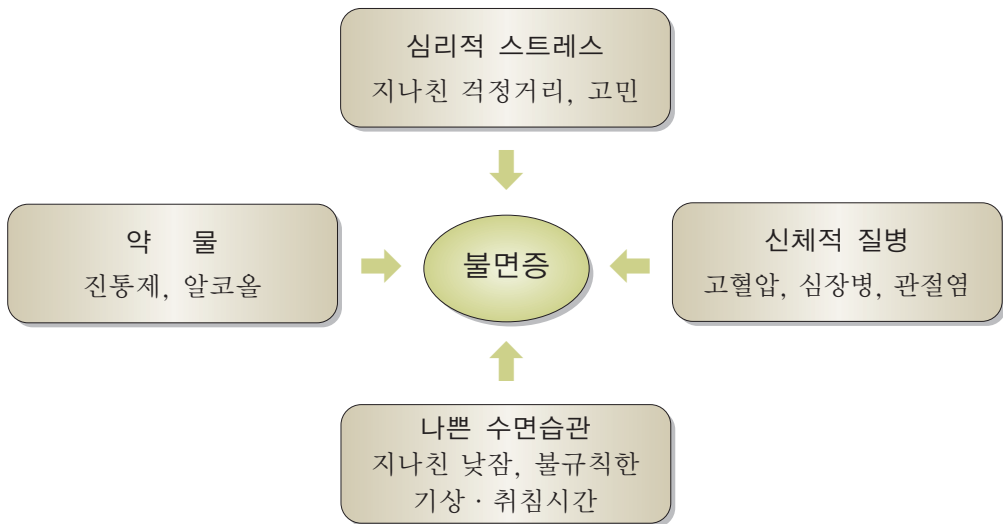 심리적 스트레스
지나친 걱정거리, 고민
약 물
진통제, 알코올
불면증
신체적 질병
고혈압, 심장병, 관절염
나쁜 수면습관
지나친 낮잠, 불규칙한
기상 · 취침시간